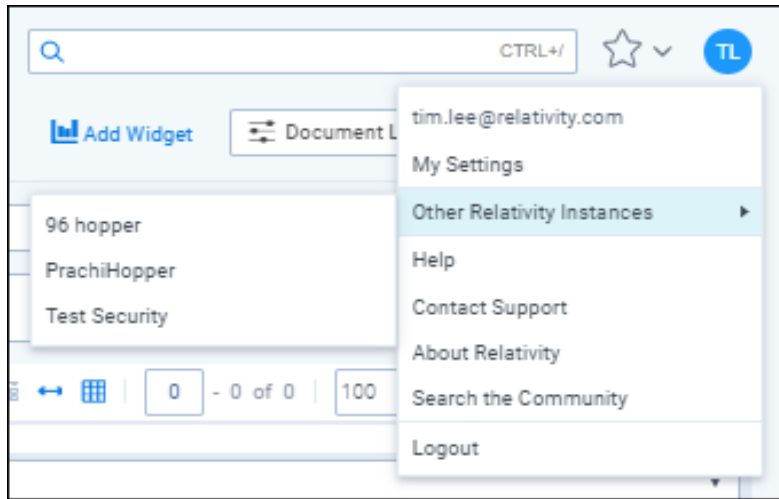 CTRL+/
TL
Add Widget
Document L
tim.lee@relativity.com
My Settings
Other Relativity Instances
Help
Contact Support
About Relativity
Search the Community
Logout
96 hopper
PrachiHopper
Test Security
0 - 0 of 0 100